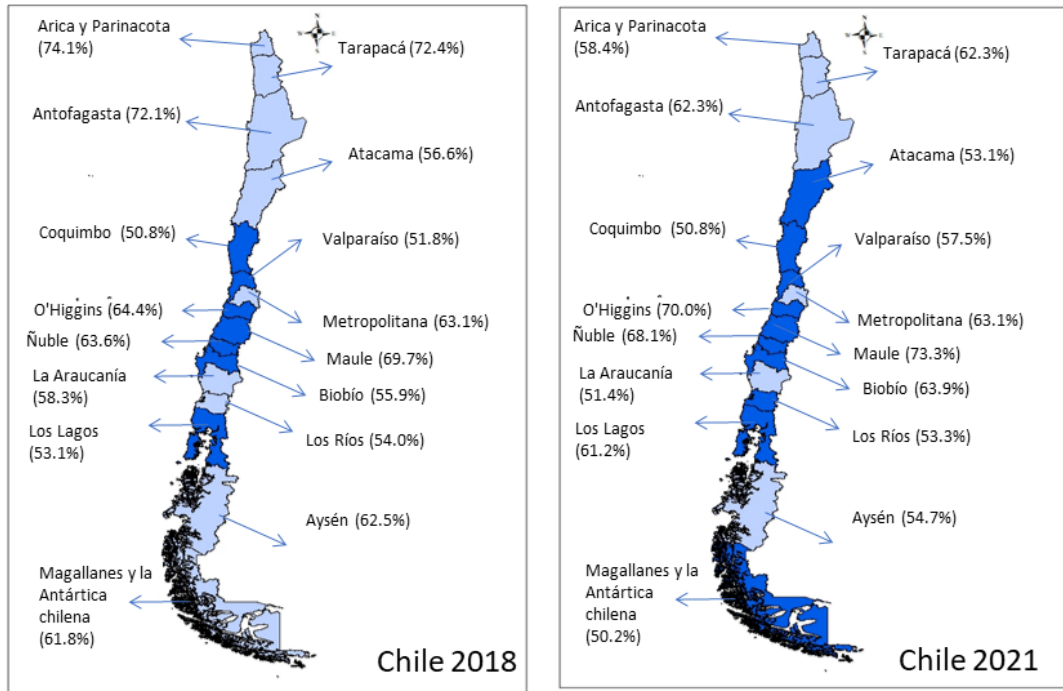 Arica y Parinacota
(74.1%)
Tarapacá (72.4%)
Antofagasta (72.1%)
Atacama (56.6%)
Coquimbo (50.8%)
Valparaíso (51.8%)
O'Higgins (64.4%)
Metropolitana (63.1%)
Ñuble (63.6%)
Maule (69.7%)
La Araucanía
(58.3%)
Biobío (55.9%)
Los Lagos
(53.1%)
Los Ríos (54.0%)
Aysén (62.5%)
Magallanes y la
Antártica
chilena
(61.8%)
Chile 2018
Arica y Parinacota
(58.4%)
Tarapacá (62.3%)
Antofagasta (62.3%)
Atacama (53.1%)
Coquimbo (50.8%)
Valparaíso (57.5%)
O'Higgins (70.0%)
Metropolitana (63.1%)
Ñuble (68.1%)
Maule (73.3%)
La Araucanía
(51.4%)
Biobío (63.9%)
Los Lagos
(61.2%)
Los Ríos (53.3%)
Aysén (54.7%)
Magallanes y la
Antártica
chilena
(50.2%)
Chile 2021